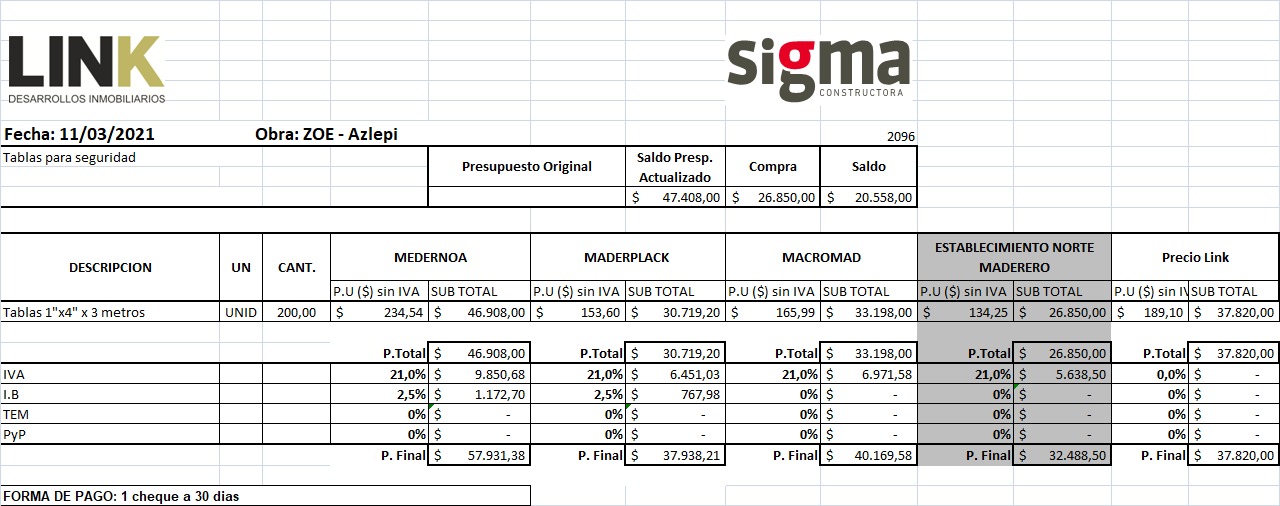 LINK
DESARROLLOS INMOBILIARIOS
sigma
CONSTRUCTORA
Fecha: 11/03/2021 Obra: ZOE - Azlepi 2096
Tablas para seguridad Presupuesto Original Saldo Presp. Actualizado Compra Saldo
$ 47.408,00 $ 26.850,00 $ 20.558,00
DESCRIPCION UN CANT. MEDERNOA MADERPLACK MACROMAD ESTABLECIMIENTO NORTE MADERERO Precio Link
P.U ($) sin IVA SUB TOTAL P.U ($) sin IVA SUB TOTAL P.U ($) sin IVA SUB TOTAL P.U ($) sin IVA SUB TOTAL P.U ($) sin IV SUB TOTAL
Tablas 1"x4" x 3 metros UNID 200,00 $ 234,54 $ 46.908,00 $ 153,60 $ 30.719,20 $ 165,99 $ 33.198,00 $ 134,25 $ 26.850,00 $ 189,10 $ 37.820,00
P.Total $ 46.908,00 P.Total $ 30.719,20 P.Total $ 33.198,00 P.Total $ 26.850,00 P.Total $ 37.820,00
IVA 21,0% $ 9.850,68 21,0% $ 6.451,03 21,0% $ 6.971,58 21,0% $ 5.638,50 0,0% $ -
I.B 2,5% $ 1.172,70 2,5% $ 767,98 0% $ - 0% $ - 0% $ -
TEM 0% $ - 0% $ - 0% $ - 0% $ - 0% $ -
PyP 0% $ - 0% $ - 0% $ - 0% $ - 0% $ -
P. Final $ 57.931,38 P. Final $ 37.938,21 P. Final $ 40.169,58 P. Final $ 32.488,50 P. Final $ 37.820,00
FORMA DE PAGO: 1 cheque a 30 dias